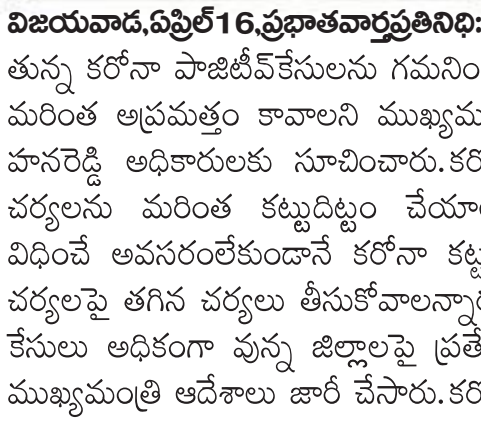 విజయవాడ,ఏప్రిల్16,ప్రభాతవార్తప్రతినిధి:
తున్న కరోనా పాజిటీవ్‌కేసులను గమనిం
మరింత అప్రమత్తం కావాలని ముఖ్యమ
హనరెడ్డి అధికారులకు సూచించారు.కరో
చర్యలను మరింత కట్టుదిట్టం చేయా
విధించే అవసరంలేకుండానే కరోనా కట్ట
చర్యలపై తగిన చర్యలు తీసుకోవాలన్నా
కేసులు అధికంగా వున్న జిల్లాలపై ప్రతే
ముఖ్యమంత్రి ఆదేశాలు జారీ చేసారు.కరో